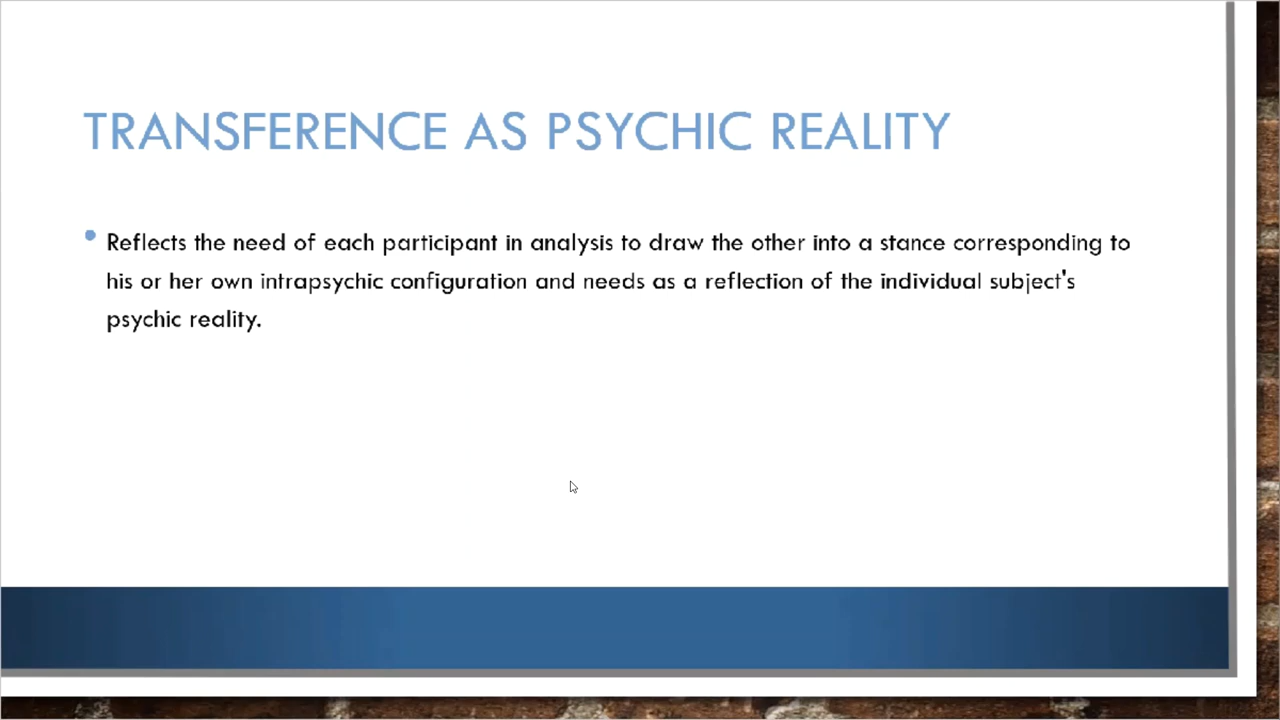 TRANSFERENCE AS PSYCHIC REALITY
Reflects the need of each participant in analysis to draw the other into a stance corresponding to
his or her own intrapsychic configuration and needs as a reflection of the individual subject's
psychic reality.